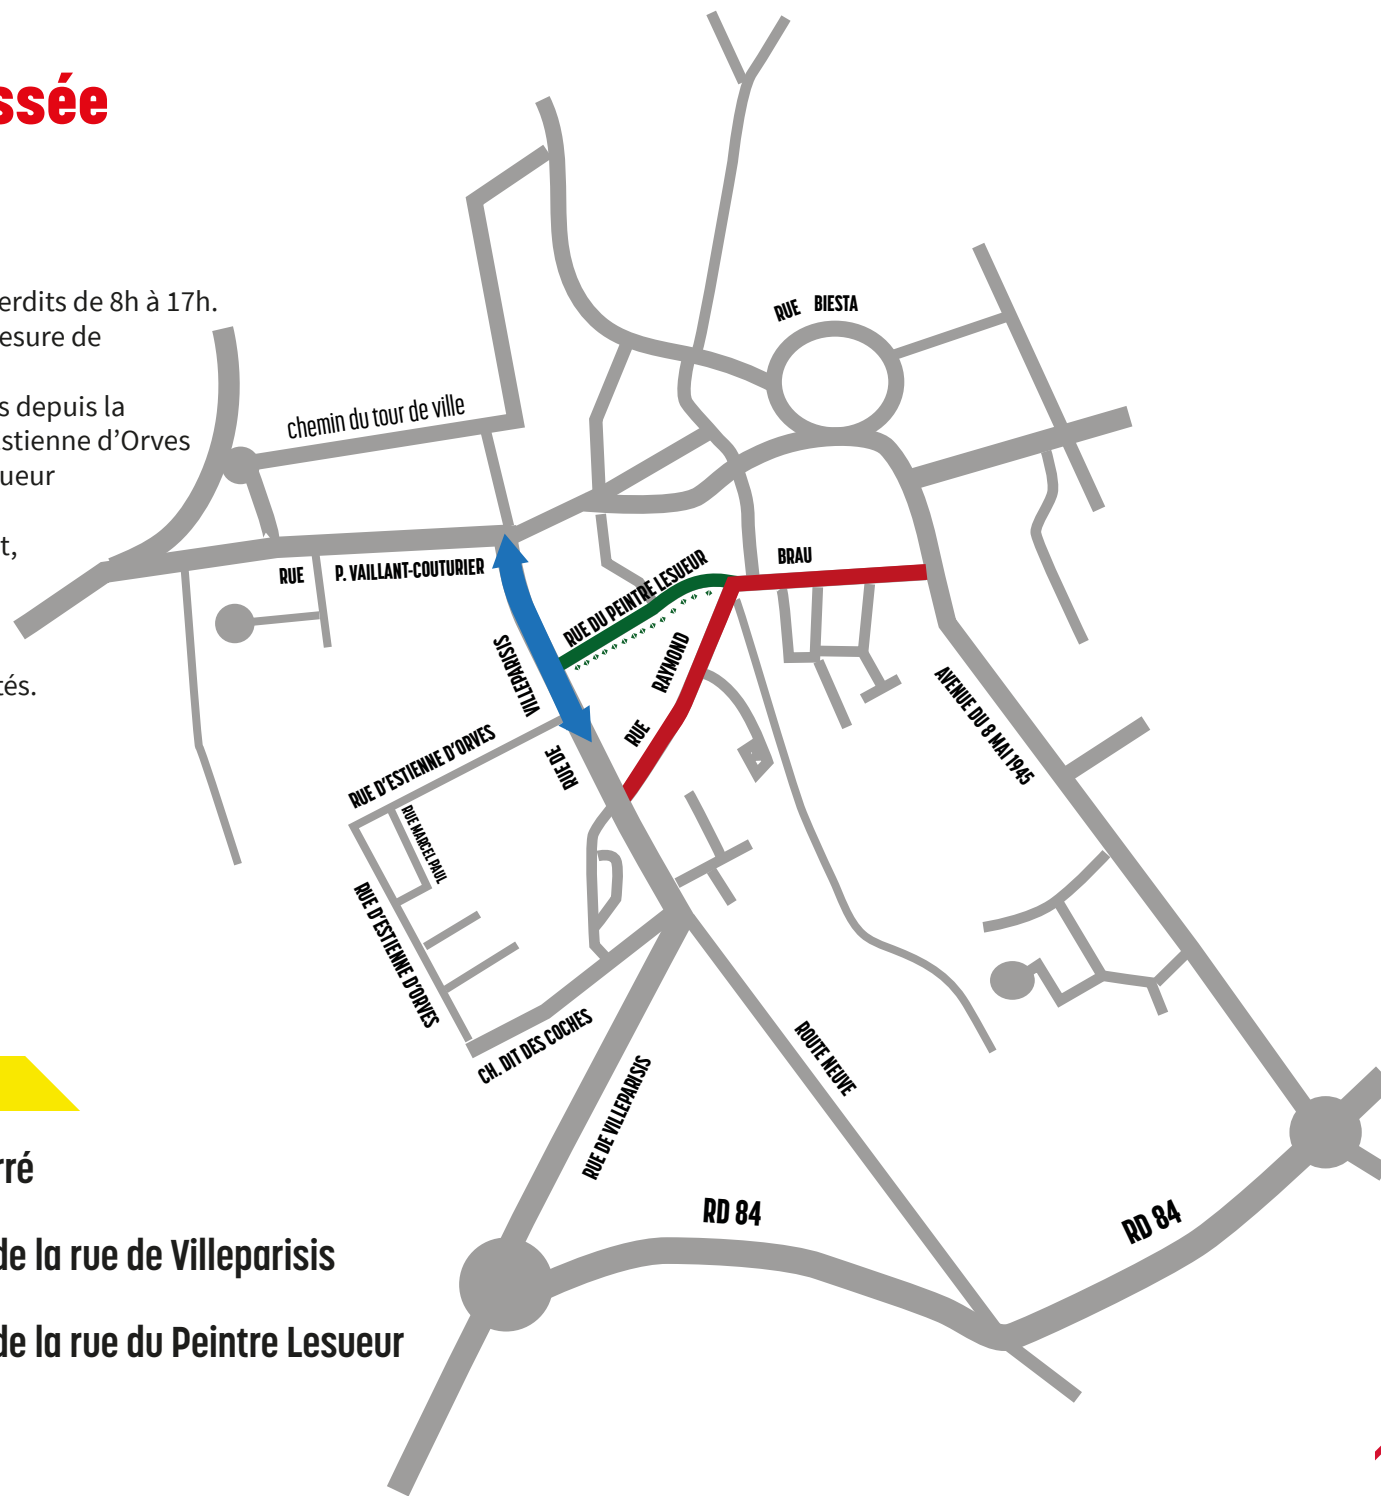 ssée
erdits de 8h à 17h.
esure de
s depuis la
stienne d'Orves
ueur
t,
tés.
rré
de la rue de Villeparisis
de la rue du Peintre Lesueur
RUE BIESTA
chemin du tour de ville
RUE P. VAILLANT-COUTURIER
BRAU
RUE DU PEINTRE LESUEUR
RAYMOND
RUE
VILLEPARISIS
RUE DE
AVENUE DU 8 MAI 1945
RUE D'ESTIENNE D'ORVES
RUE MARCEL PAUL
RUE D'ESTIENNE D'ORVES
CH. DIT DES COCHES
ROUTE NEUVE
RUE DE VILLEPARISIS
RD 84
RD 84